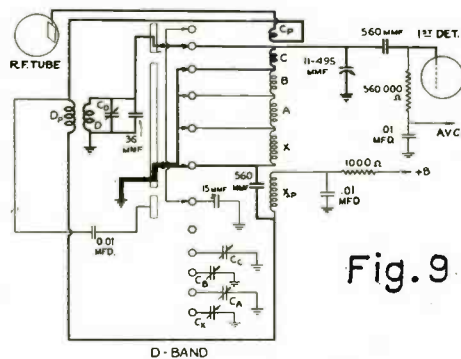 R.F. TUBE
CP
560 MMF
1ST DET.
C
11-495
MMF
B
560 000
Ω
A
.01
MFD
AVC
DP
CD
D
36
MMF
X
560
MMF
1000 Ω
+B
XP
.01
MFD
15 MMF
0.01
MFD.
CC
CB
CA
CX
D-BAND
Fig. 9